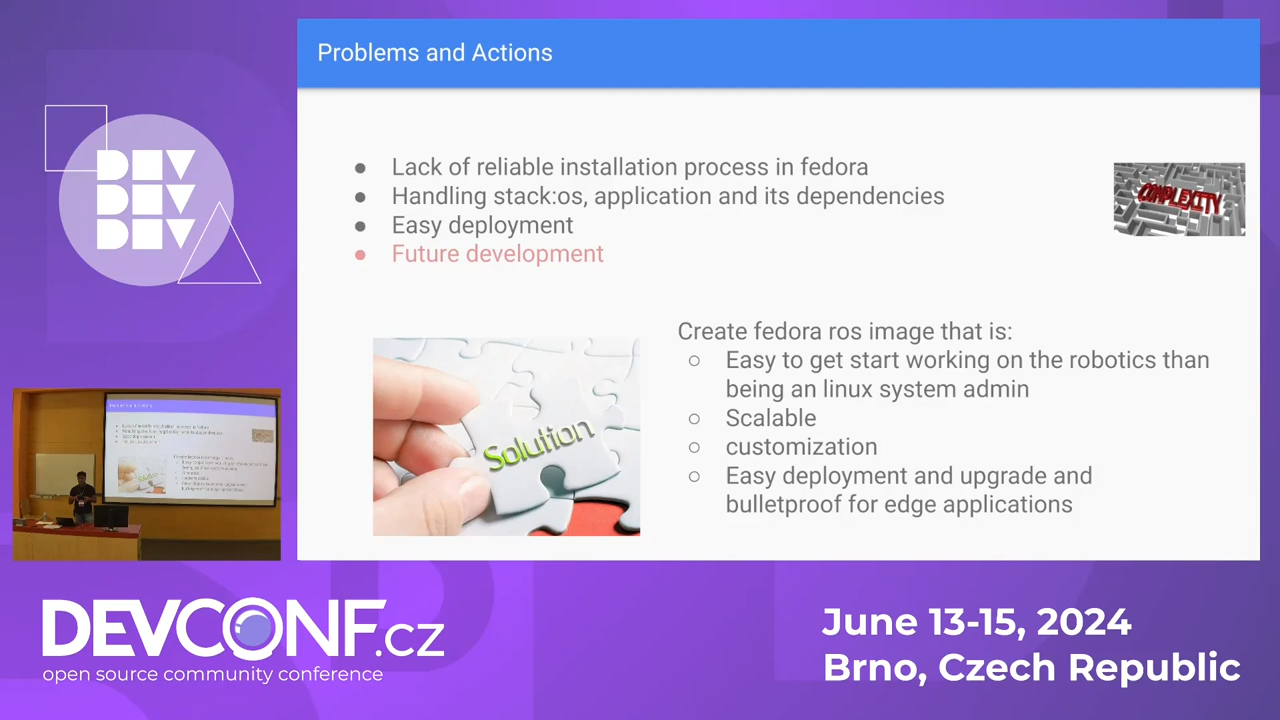 Problems and Actions
● Lack of reliable installation process in fedora
● Handling stack:os, application and its dependencies
● Easy deployment
● Future development
COMPLEXITY
Solution
Create fedora ros image that is:
○ Easy to get start working on the robotics than
being an linux system admin
○ Scalable
○ customization
○ Easy deployment and upgrade and
bulletproof for edge applications
DEV
DEV
DEV
DEVCONF.cz
open source community conference
June 13-15, 2024
Brno, Czech Republic